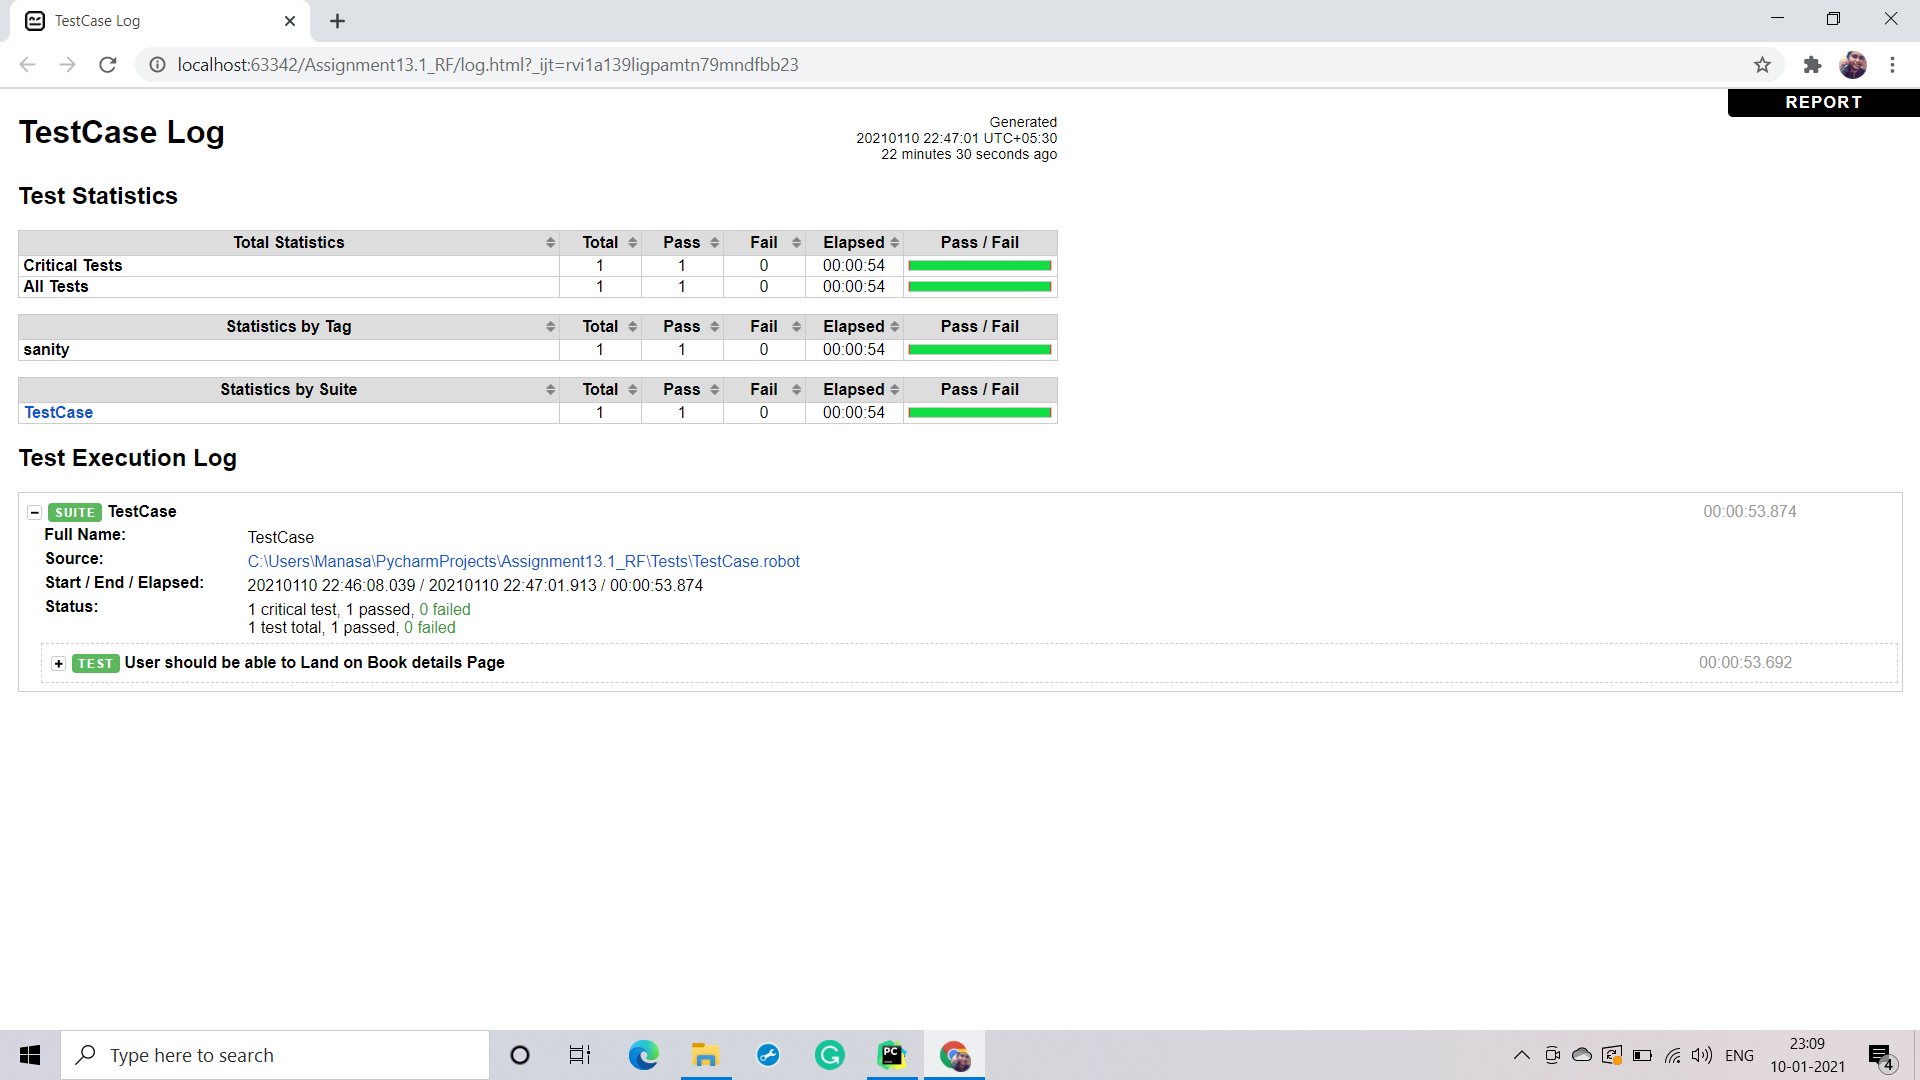 TestCase Log
localhost:63342/Assignment13.1_RF/log.html?_ijt=rvi1a139ligpamtn79mndfbb23
REPORT
TestCase Log
Generated
20210110 22:47:01 UTC+05:30
22 minutes 30 seconds ago
Test Statistics
Total Statistics Total Pass Fail Elapsed Pass / Fail
Critical Tests 1 1 0 00:00:54
All Tests 1 1 0 00:00:54
Statistics by Tag Total Pass Fail Elapsed Pass / Fail
sanity 1 1 0 00:00:54
Statistics by Suite Total Pass Fail Elapsed Pass / Fail
TestCase 1 1 0 00:00:54
Test Execution Log
SUITE TestCase 00:00:53.874
Full Name: TestCase
Source: C:\Users\Manasa\PycharmProjects\Assignment13.1_RF\Tests\TestCase.robot
Start / End / Elapsed: 20210110 22:46:08.039 / 20210110 22:47:01.913 / 00:00:53.874
Status: 1 critical test, 1 passed, 0 failed
1 test total, 1 passed, 0 failed
TEST User should be able to Land on Book details Page 00:00:53.692
Type here to search
PC
ENG
23:09
10-01-2021
4